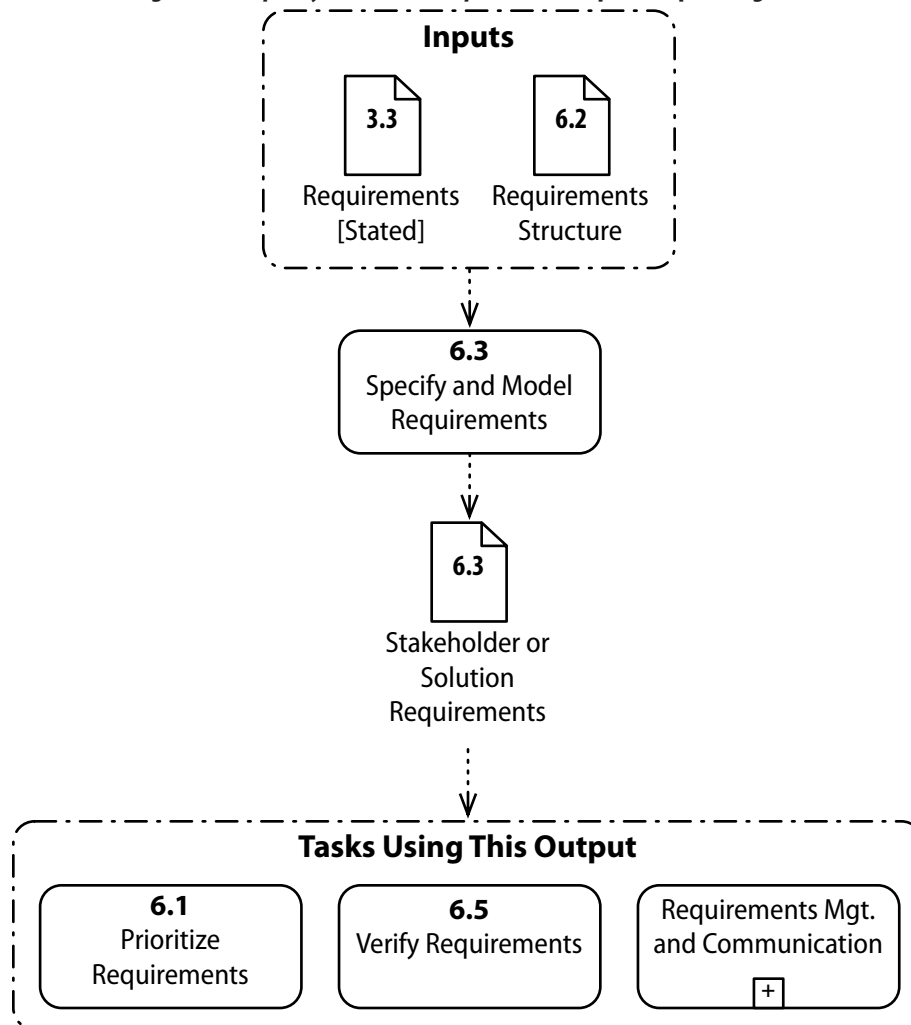 Inputs
3.3
6.2
Requirements
[Stated]
Requirements
Structure
6.3
Specify and Model
Requirements
6.3
Stakeholder or
Solution
Requirements
Tasks Using This Output
6.1
Prioritize
Requirements
6.5
Verify Requirements
Requirements Mgt.
and Communication
+